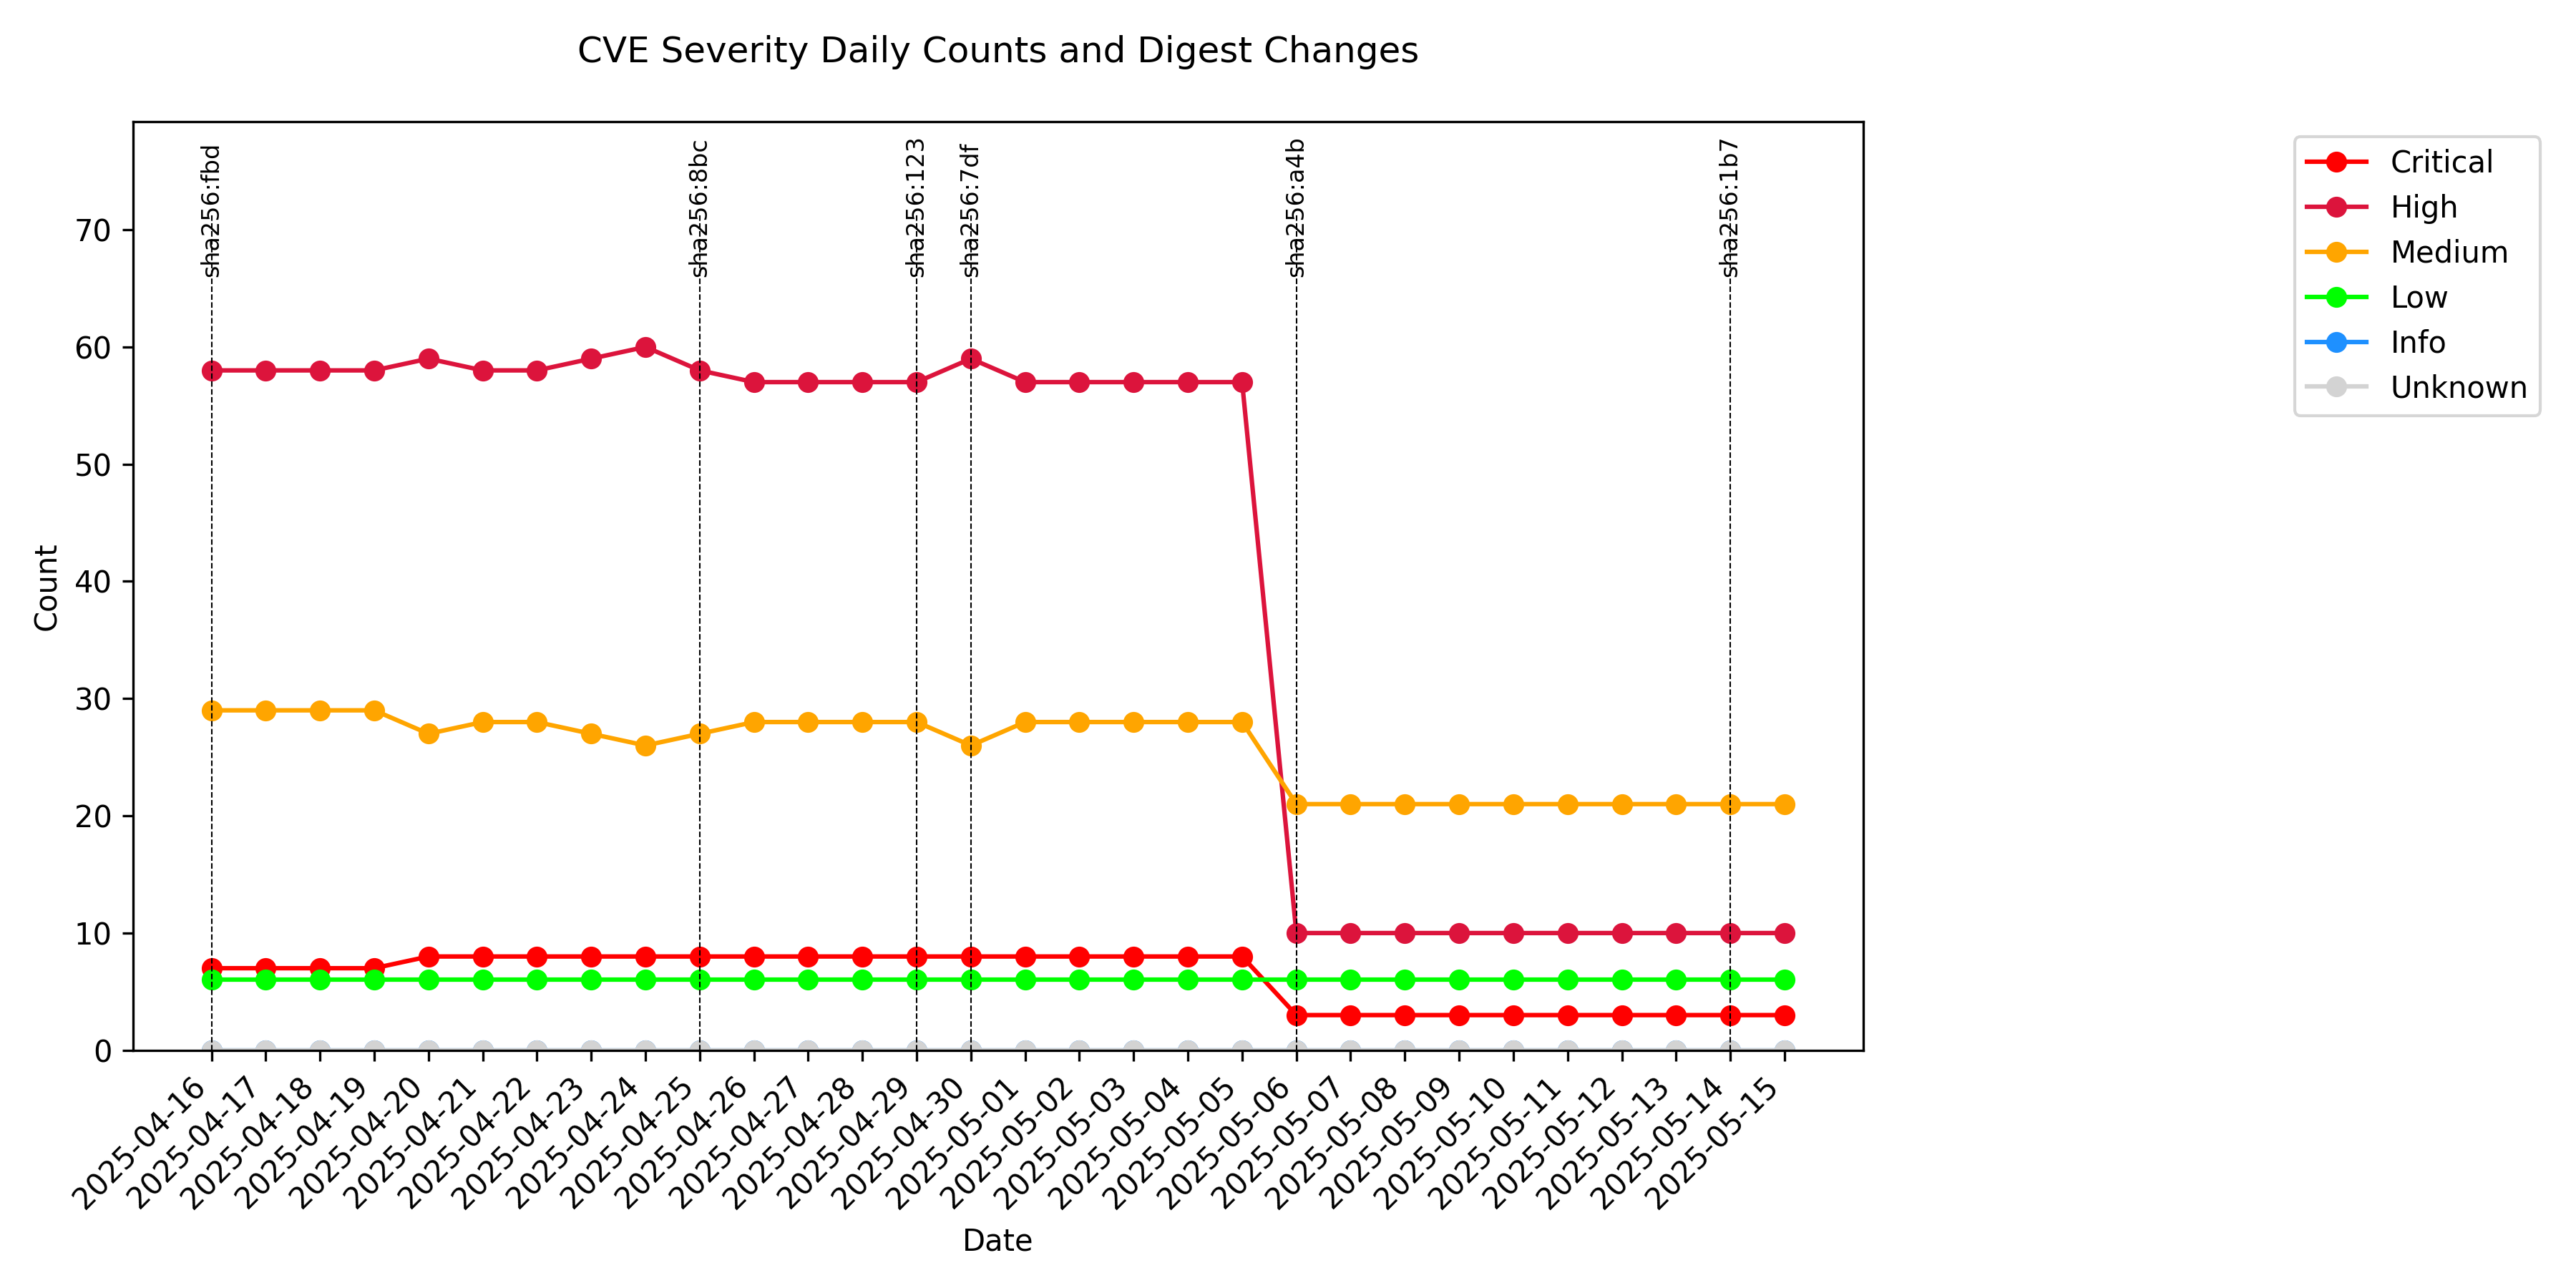 CVE Severity Daily Counts and Digest Changes
sha256:fbd
sha256:8bc
sha256:123
sha256:7df
sha256:a4b
sha256:1b7
Critical
High
Medium
Low
Info
Unknown
Count
70
60
50
40
30
20
10
0
2025-04-16
2025-04-17
2025-04-18
2025-04-19
2025-04-20
2025-04-21
2025-04-22
2025-04-23
2025-04-24
2025-04-25
2025-04-26
2025-04-27
2025-04-28
2025-04-29
2025-04-30
2025-05-01
2025-05-02
2025-05-03
2025-05-04
2025-05-05
2025-05-06
2025-05-07
2025-05-08
2025-05-09
2025-05-10
2025-05-11
2025-05-12
2025-05-13
2025-05-14
2025-05-15
Date